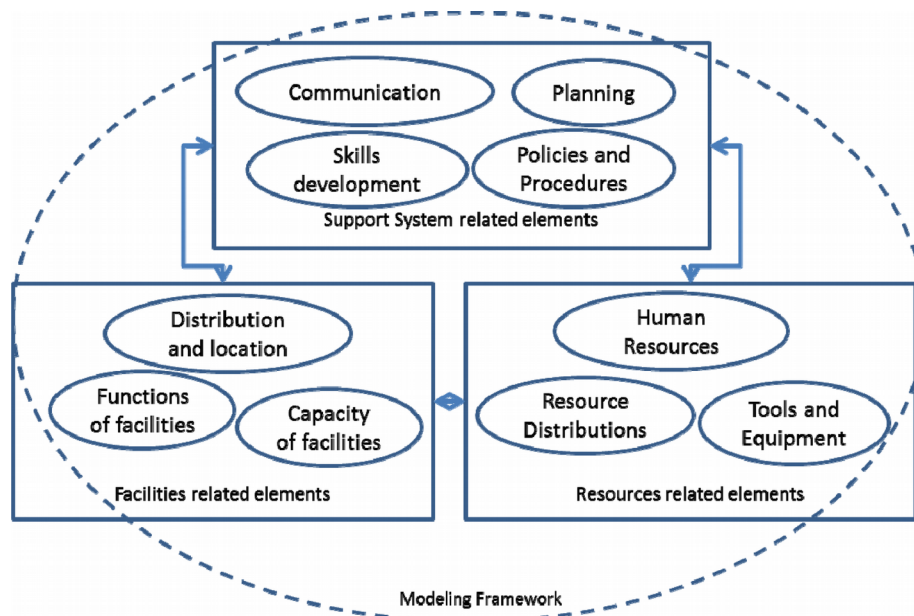 Communication
Planning
Skills
development
Policies and
Procedures
Support System related elements
Distribution
and location
Functions
of facilities
Capacity
of facilities
Facilities related elements
Human
Resources
Resource
Distributions
Tools and
Equipment
Resources related elements
Modeling Framework